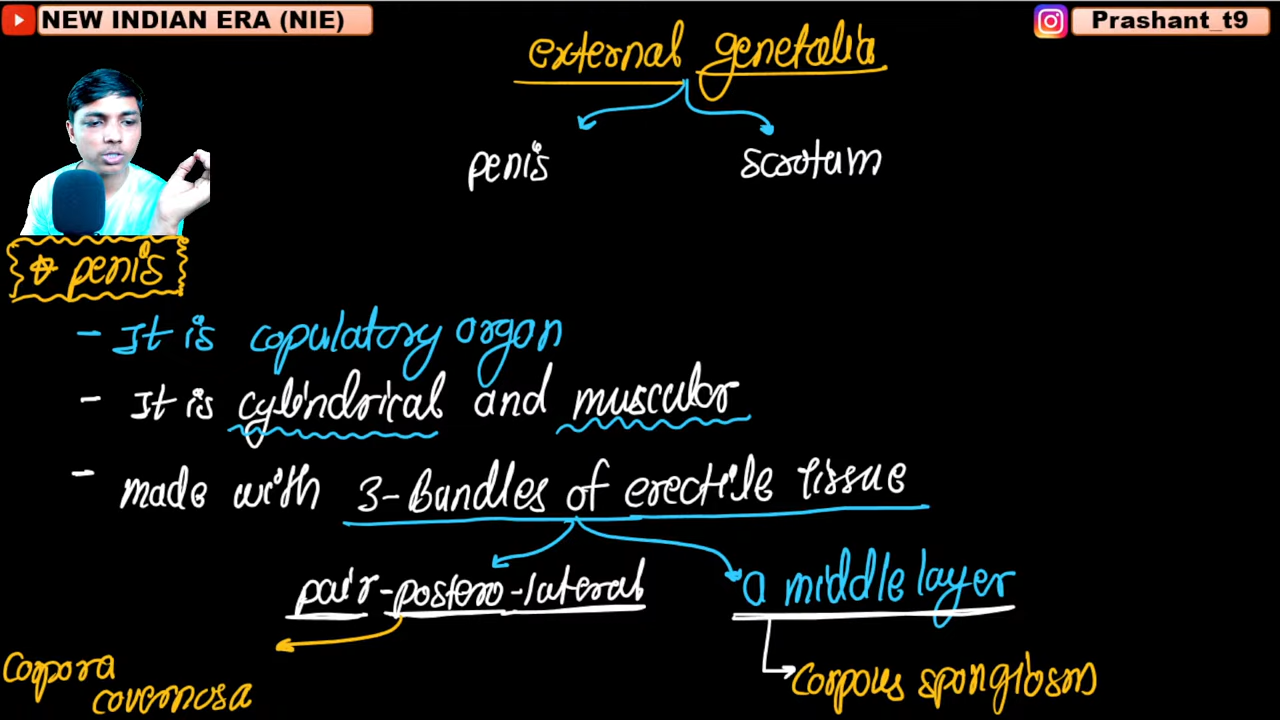 NEW INDIAN ERA (NIE)
Prashant_t9
external genetalia
penis
scrotum
penis
- It is copulatory organ
- It is cylindrical and muscular
- made with 3-Bundles of erectile tissue
pair-postero-lateral
a middle layer
Corpora
covernosa
corpous spongiosm